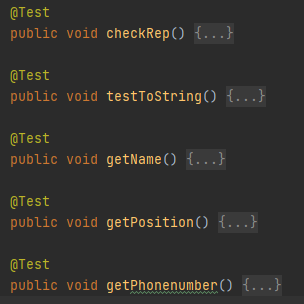 @Test
public void checkRep() {...}
@Test
public void testToString() {...}
@Test
public void getName() {...}
@Test
public void getPosition() {...}
@Test
public void getPhonenumber() {...}